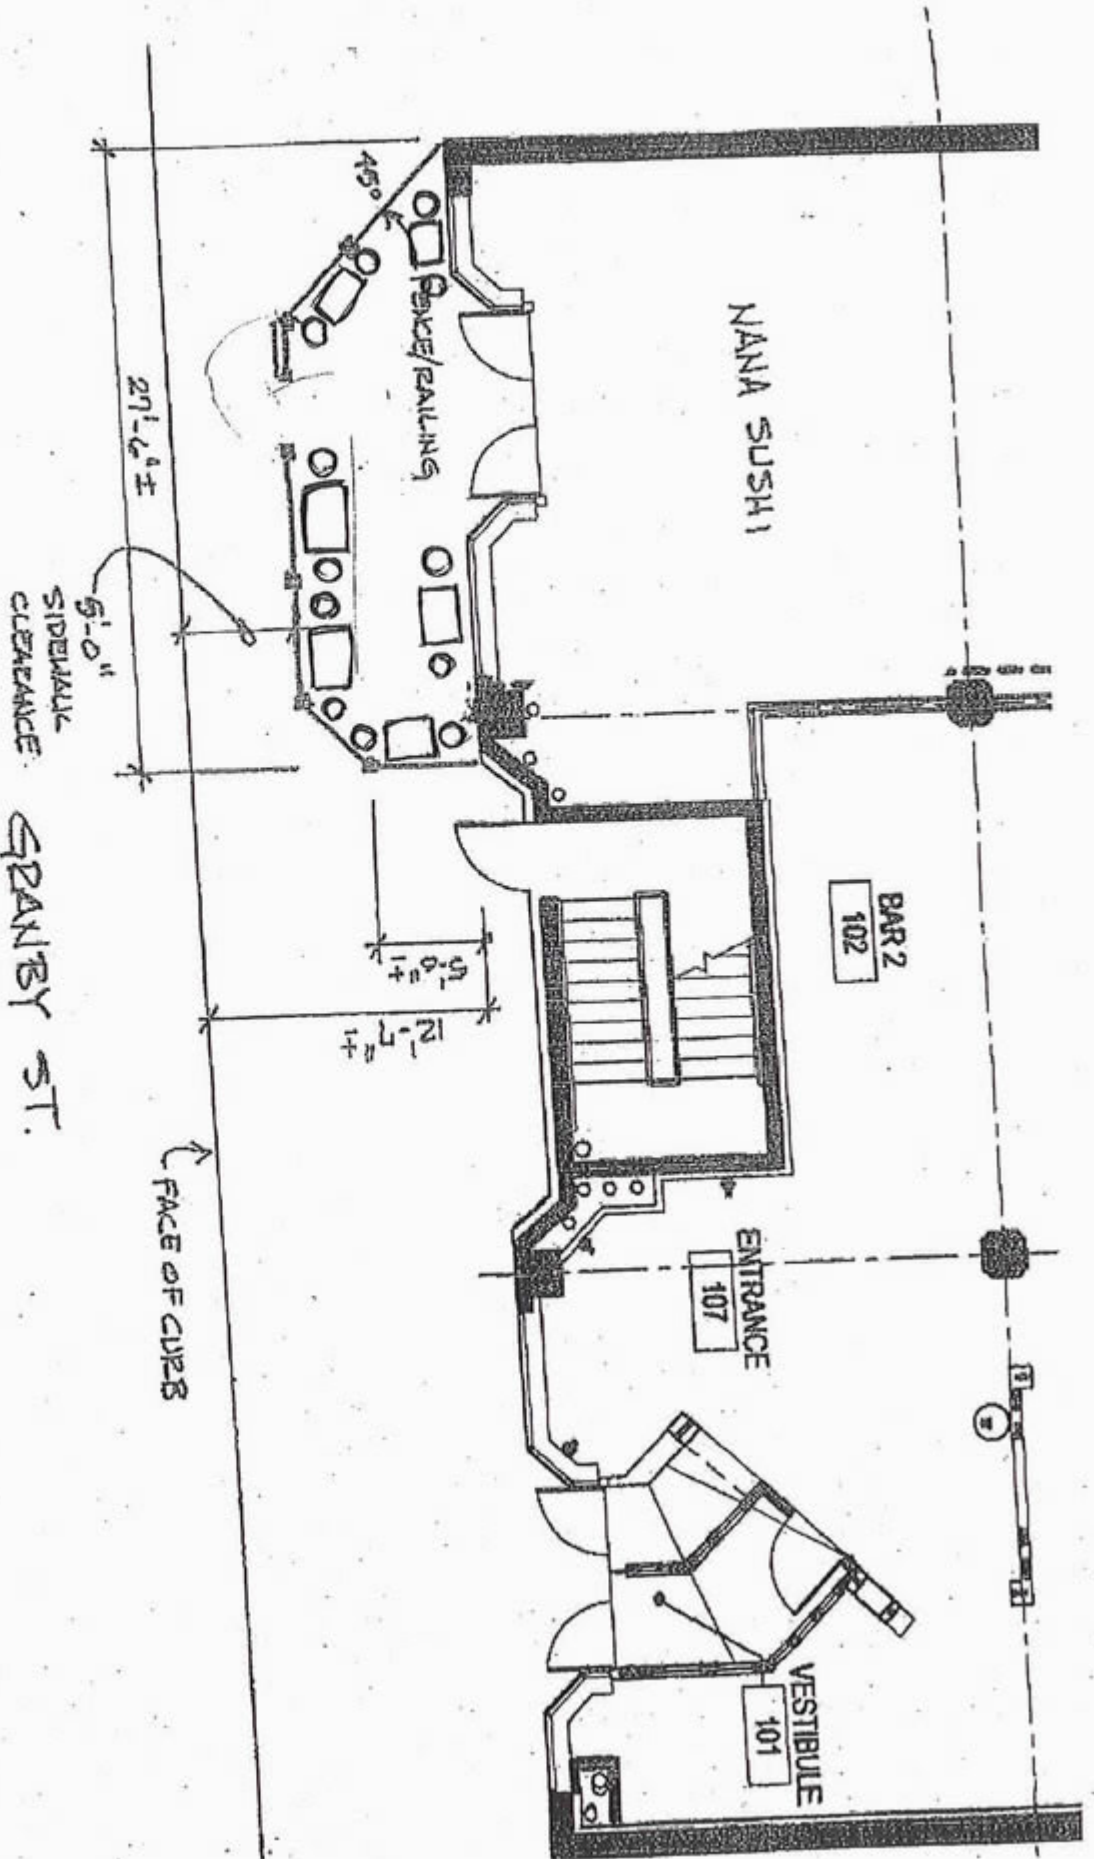 NANA SUSHI
45°
FENCE/RAILING
27'-6"±
5'-0"
SIDEWALK
CLEARANCE
GRANBY ST.
BAR 2
102
5'-0"±
12'-7"±
FACE OF CURB
ENTRANCE
107
VESTIBULE
101